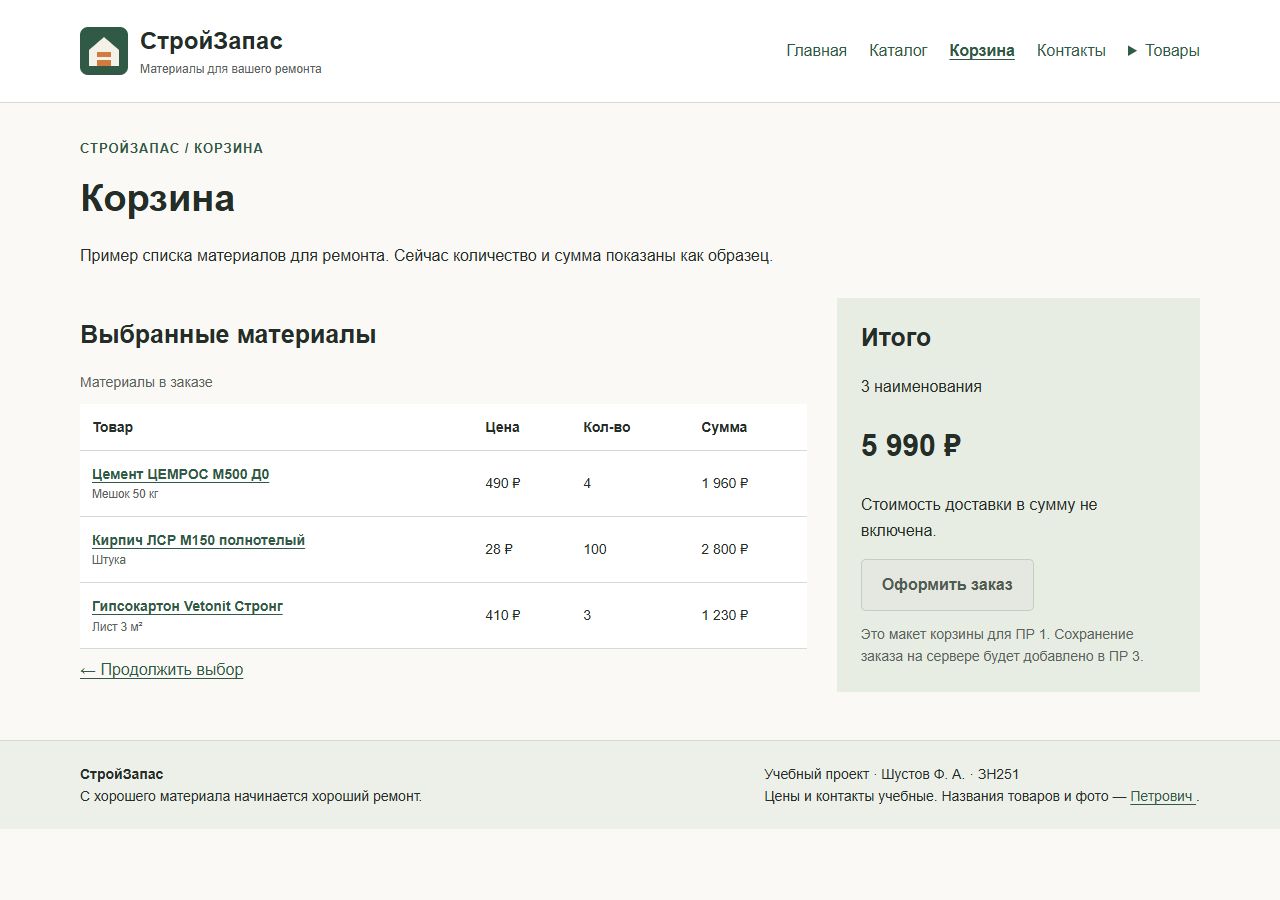 СтройЗапас
Материалы для вашего ремонта
Главная Каталог Корзина Контакты ▶ Товары
СТРОЙЗАПАС / КОРЗИНА
Корзина
Пример списка материалов для ремонта. Сейчас количество и сумма показаны как образец.
Выбранные материалы
Материалы в заказе
Товар Цена Кол-во Сумма
Цемент ЦЕМРОС М500 Д0
Мешок 50 кг
490 ₽ 4 1 960 ₽
Кирпич ЛСР М150 полнотелый
Штука
28 ₽ 100 2 800 ₽
Гипсокартон Vetonit Стронг
Лист 3 м²
410 ₽ 3 1 230 ₽
← Продолжить выбор
Итого
3 наименования
5 990 ₽
Стоимость доставки в сумму не
включена.
Оформить заказ
Это макет корзины для ПР 1. Сохранение
заказа на сервере будет добавлено в ПР 3.
СтройЗапас
С хорошего материала начинается хороший ремонт.
Учебный проект · Шустов Ф. А. · ЗН251
Цены и контакты учебные. Названия товаров и фото — Петрович .